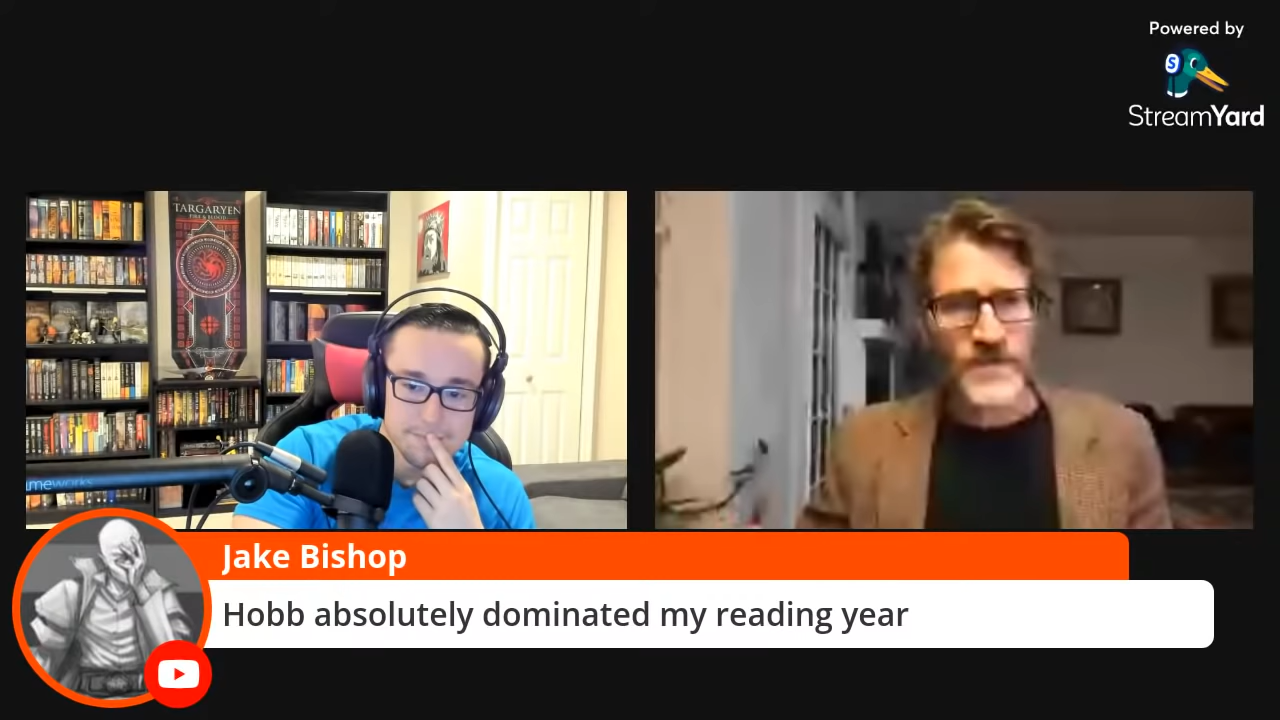 Powered by
S
StreamYard
TARGARYEN
FIRE & BLOOD
Jake Bishop
Hobb absolutely dominated my reading year